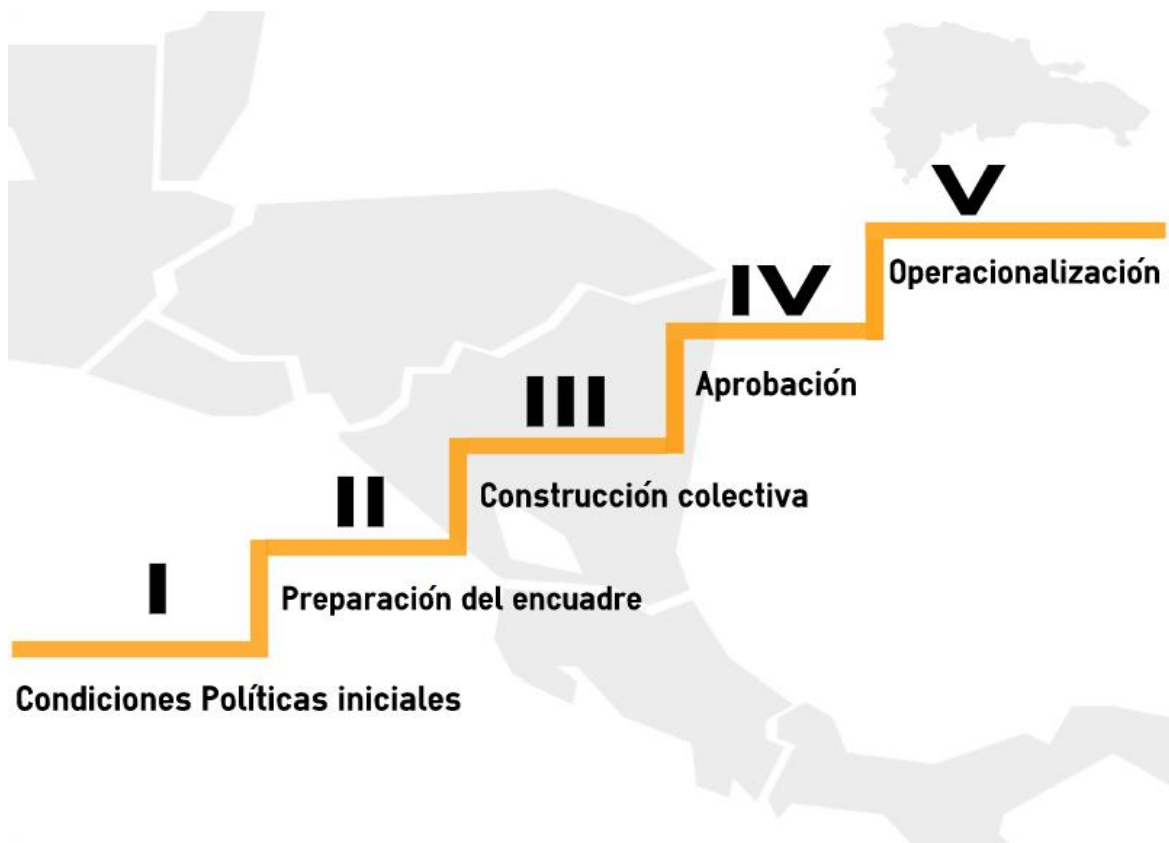 V
Operacionalización
IV
Aprobación
III
Construcción colectiva
II
Preparación del encuadre
I
Condiciones Políticas iniciales